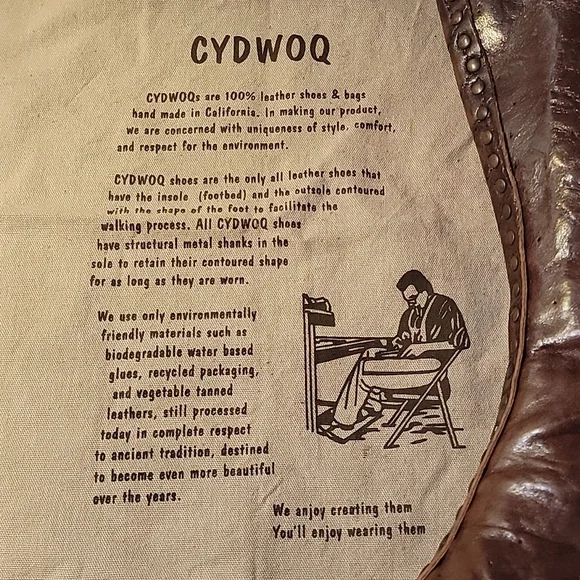 CYDWOQ
CYDWOQs are 100% leather shoes & bags
hand made in California. In making our product,
we are concerned with uniqueness of style, comfort,
and respect for the environment.
CYDWOQ shoes are the only all leather shoes that
have the insole (footbed) and the outsole contoured
with the shape of the foot to facilitate the
walking process. All CYDWOQ shoes
have structural metal shanks in the
sole to retain their contoured shape
for as long as they are worn.
We use only environmentally
friendly materials such as
biodegradable water based
glues, recycled packaging,
and vegetable tanned
leathers, still processed
today in complete respect
to ancient tradition, destined
to become even more beautiful
over the years.
We anjoy creating them
You'll enjoy wearing them